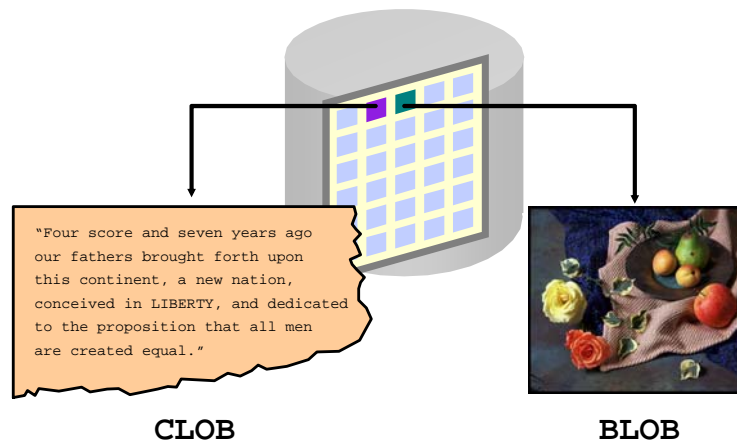 “Four score and seven years ago
our fathers brought forth upon
this continent, a new nation,
conceived in LIBERTY, and dedicated
to the proposition that all men
are created equal.”
CLOB
BLOB